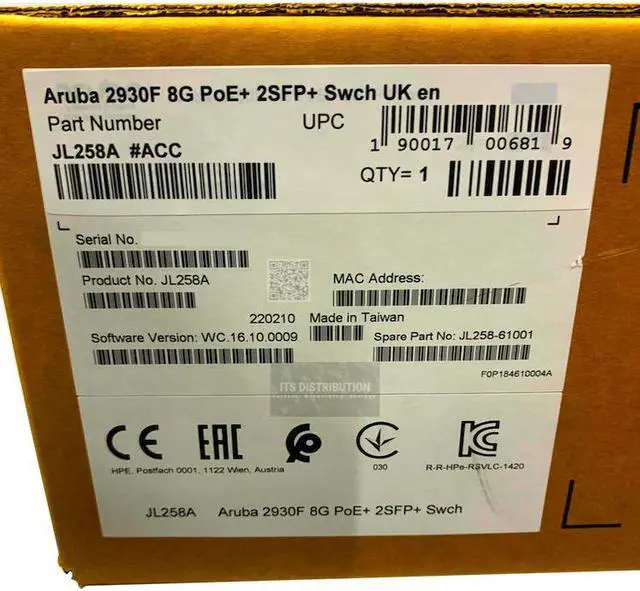 Aruba 2930F 8G PoE+ 2SFP+ Swch UK en
Part Number UPC
JL258A #ACC
1 90017 00681 9
QTY= 1
Serial No.
Product No. JL258A
MAC Address:
220210 Made in Taiwan
Software Version: WC.16.10.0009
Spare Part No: JL258-61001
F0P184610004A
ITS DISTRIBUTION
CE EAC
030
HPE, Postfach 0001, 1122 Wien, Austria
R-R-HPe-RSVLC-1420
JL258A Aruba 2930F 8G PoE+ 2SFP+ Swch